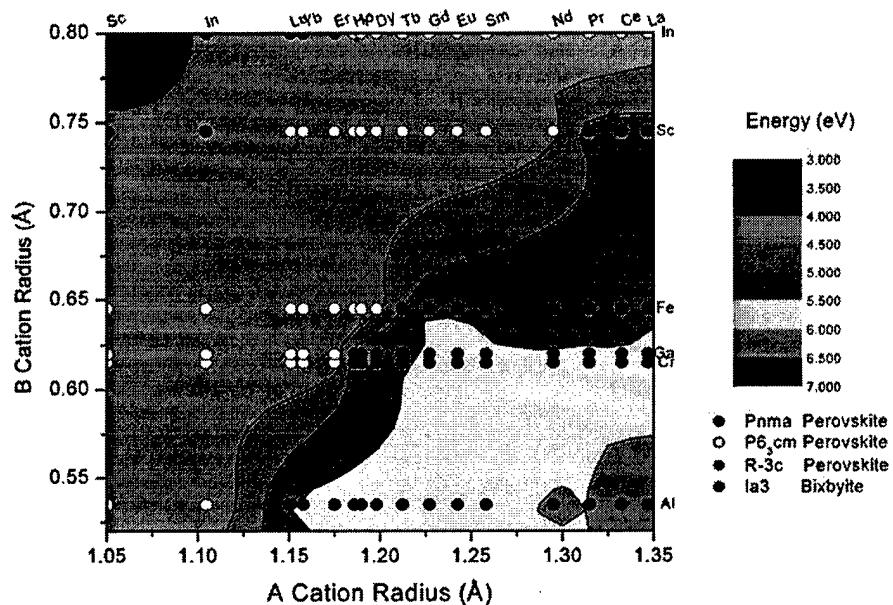 Sc In Lu Yb Er Ho Dy Tb Gd Eu Sm Nd Pr Ce La
0.80 In
0.75 Sc
0.70
0.65 Fe
Ga
0.60 Cr
0.55
Al
1.05 1.10 1.15 1.20 1.25 1.30 1.35
A Cation Radius (Å)
B Cation Radius (Å)
Energy (eV)
3.000
3.500
4.000
4.500
5.000
5.500
6.000
6.500
7.000
Pnma Perovskite
P6₃cm Perovskite
R-3c Perovskite
Ia3 Bixbyite